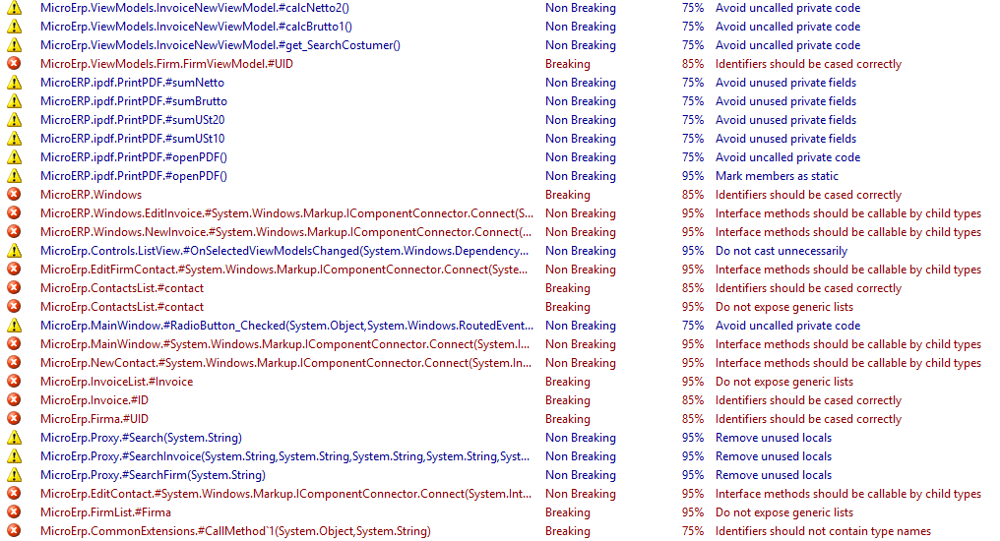 MicroErp.ViewModels.InvoiceNewViewModel.#calcNetto2() Non Breaking 75% Avoid uncalled private code
MicroErp.ViewModels.InvoiceNewViewModel.#calcBrutto1() Non Breaking 75% Avoid uncalled private code
MicroErp.ViewModels.InvoiceNewViewModel.#get_SearchCostumer() Non Breaking 75% Avoid uncalled private code
MicroErp.ViewModels.Firm.FirmViewModel.#UID Breaking 85% Identifiers should be cased correctly
MicroERP.ipdf.PrintPDF.#sumNetto Non Breaking 75% Avoid unused private fields
MicroERP.ipdf.PrintPDF.#sumBrutto Non Breaking 75% Avoid unused private fields
MicroERP.ipdf.PrintPDF.#sumUSt20 Non Breaking 75% Avoid unused private fields
MicroERP.ipdf.PrintPDF.#sumUSt10 Non Breaking 75% Avoid unused private fields
MicroERP.ipdf.PrintPDF.#openPDF() Non Breaking 75% Avoid uncalled private code
MicroERP.ipdf.PrintPDF.#openPDF() Non Breaking 95% Mark members as static
MicroERP.Windows Breaking 85% Identifiers should be cased correctly
MicroERP.Windows.EditInvoice.#System.Windows.Markup.IComponentConnector.Connect(S... Non Breaking 95% Interface methods should be callable by child types
MicroERP.Windows.NewInvoice.#System.Windows.Markup.IComponentConnector.Connect(... Non Breaking 95% Interface methods should be callable by child types
MicroErp.Controls.ListView.#OnSelectedViewModelsChanged(System.Windows.Dependency... Non Breaking 95% Do not cast unnecessarily
MicroErp.EditFirmContact.#System.Windows.Markup.IComponentConnector.Connect(Syste... Non Breaking 95% Interface methods should be callable by child types
MicroErp.ContactsList.#contact Breaking 85% Identifiers should be cased correctly
MicroErp.ContactsList.#contact Breaking 95% Do not expose generic lists
MicroErp.MainWindow.#RadioButton_Checked(System.Object,System.Windows.RoutedEvent... Non Breaking 75% Avoid uncalled private code
MicroErp.MainWindow.#System.Windows.Markup.IComponentConnector.Connect(System.I... Non Breaking 95% Interface methods should be callable by child types
MicroErp.NewContact.#System.Windows.Markup.IComponentConnector.Connect(System.In... Non Breaking 95% Interface methods should be callable by child types
MicroErp.InvoiceList.#Invoice Breaking 95% Do not expose generic lists
MicroErp.Invoice.#ID Breaking 85% Identifiers should be cased correctly
MicroErp.Firma.#UID Breaking 85% Identifiers should be cased correctly
MicroErp.Proxy.#Search(System.String) Non Breaking 95% Remove unused locals
MicroErp.Proxy.#SearchInvoice(System.String,System.String,System.String,System.String,Syst... Non Breaking 95% Remove unused locals
MicroErp.Proxy.#SearchFirm(System.String) Non Breaking 95% Remove unused locals
MicroErp.EditContact.#System.Windows.Markup.IComponentConnector.Connect(System.Int... Non Breaking 95% Interface methods should be callable by child types
MicroErp.FirmList.#Firma Breaking 95% Do not expose generic lists
MicroErp.CommonExtensions.#CallMethod`1(System.Object,System.String) Breaking 75% Identifiers should not contain type names